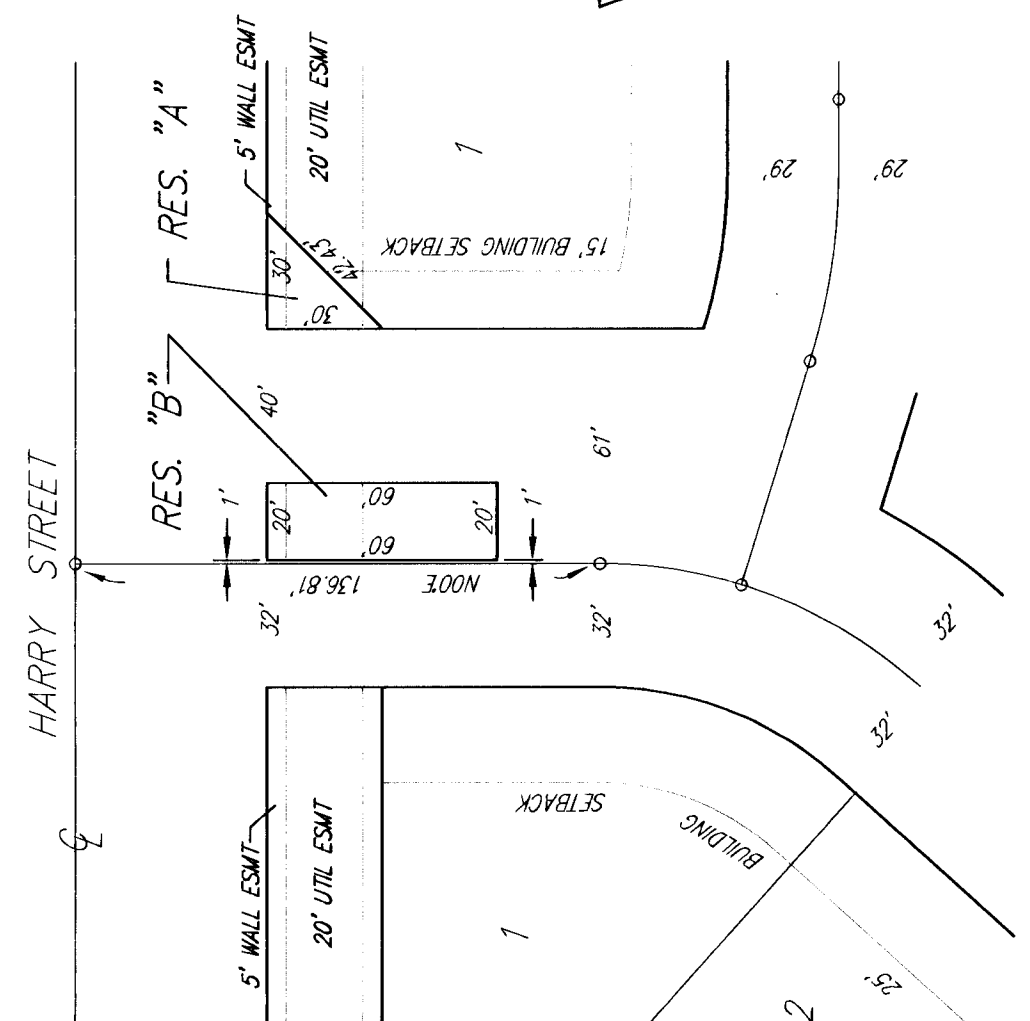 HARRY STREET
℄
RES. "A"
RES. "B"
5' WALL ESMT
20' UTIL ESMT
1
15' BUILDING SETBACK
30'
30'
42.43'
40'
29'
29'
61'
1'
1'
20'
60'
60'
20'
N00°E
136.81'
32'
32'
32'
32'
5' WALL ESMT
20' UTIL ESMT
1
BUILDING
SETBACK
25'
2